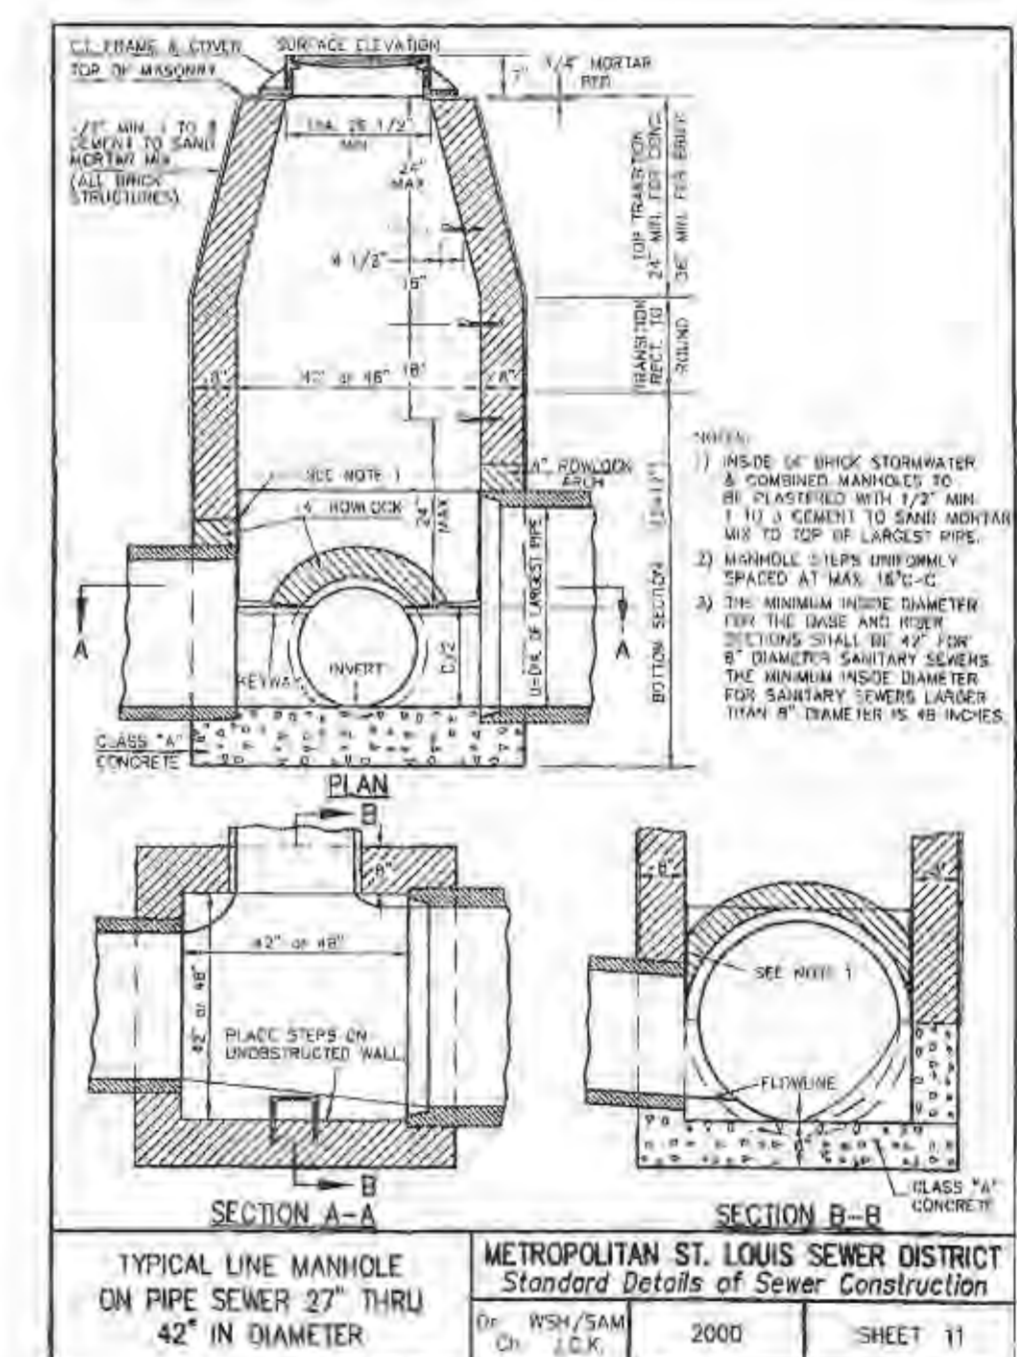 C.I. FRAME & COVER
SURFACE ELEVATION
TOP OF MASONRY
7"
3/4" MORTAR
BED
1/2" MIN. 1 TO 3
CEMENT TO SAND
MORTAR MIX
(ALL BRICK
STRUCTURES)
DIA. 26 1/2"
MIN
24"
MAX
4 1/2"
16"
TOP TRANSITION
24" MIN. FOR CONC.
36" MIN. FOR BRICK
TRANSITION
RECT. TO
ROUND
8"
42" or 48"
8"
SEE NOTE 1
4" ROWLOCK
24"
MAX
4" ROWLOCK
ARCH
D=DIA. OF LARGEST PIPE
BOTTOM SECTION
A
A
KEYWAY
INVERT
D/2
CLASS "A"
CONCRETE
8"
PLAN
NOTES:
1) INSIDE OF BRICK STORMWATER
& COMBINED MANHOLES TO
BE PLASTERED WITH 1/2" MIN.
1 TO 3 CEMENT TO SAND MORTAR
MIX TO TOP OF LARGEST PIPE.
2) MANHOLE STEPS UNIFORMLY
SPACED AT MAX. 16"C-C.
3) THE MINIMUM INSIDE DIAMETER
FOR THE BASE AND RISER
SECTIONS SHALL BE 42" FOR
8" DIAMETER SANITARY SEWERS.
THE MINIMUM INSIDE DIAMETER
FOR SANITARY SEWERS LARGER
THAN 8" DIAMETER IS 48 INCHES.
B
8"
42" or 48"
42" or 48"
PLACE STEPS ON
UNOBSTRUCTED WALL
B
SECTION A-A
8"
SEE NOTE 1
FLOWLINE
CLASS "A"
CONCRETE
SECTION B-B
TYPICAL LINE MANHOLE
ON PIPE SEWER 27" THRU
42" IN DIAMETER
METROPOLITAN ST. LOUIS SEWER DISTRICT
Standard Details of Sewer Construction
Dr. WSH/SAM
Ch. J.C.K.
2000
SHEET 11